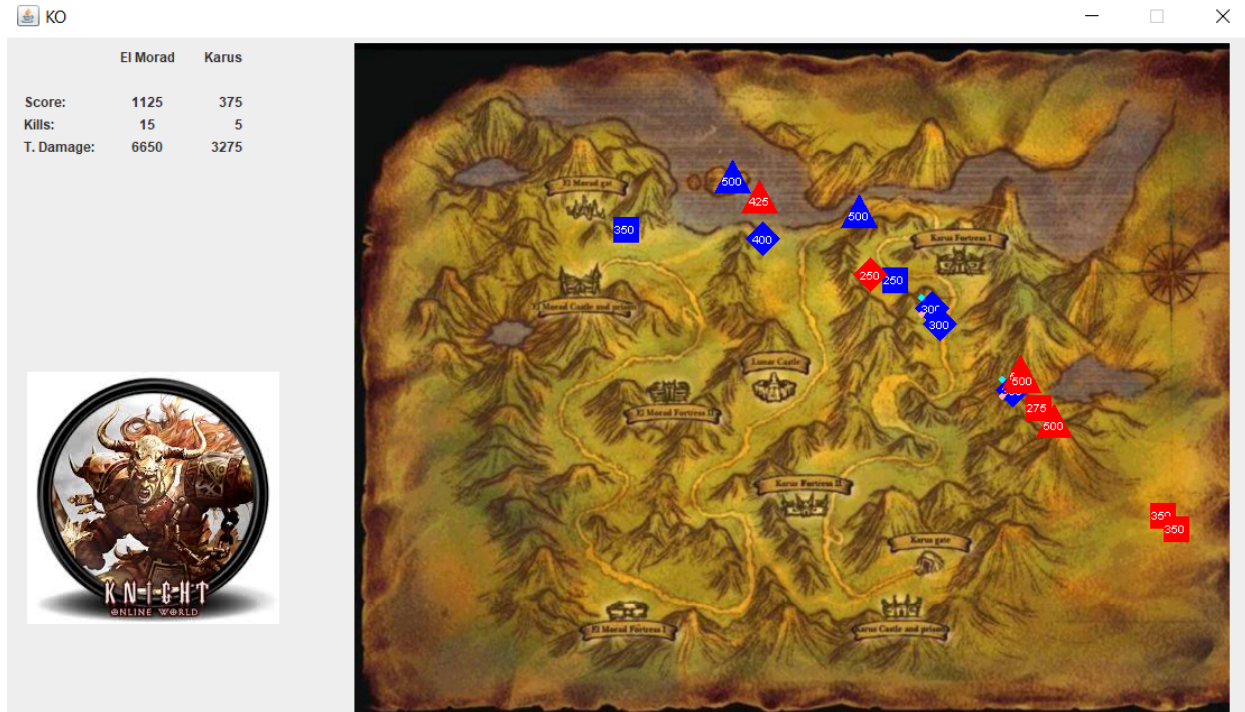 KO
El Morad Karus
Score: 1125 375
Kills: 15 5
T. Damage: 6650 3275
KNIGHT
ONLINE WORLD
El Morad gat
500
425
350
400
500
Karus Fortress I
250
250
El Morad Castle and prison
300
Lunar Castle
500
275
500
El Morad Fortress II
Karus Fortress II
350
350
Karus gate
El Morad Fortress I
Karus Castle and prison